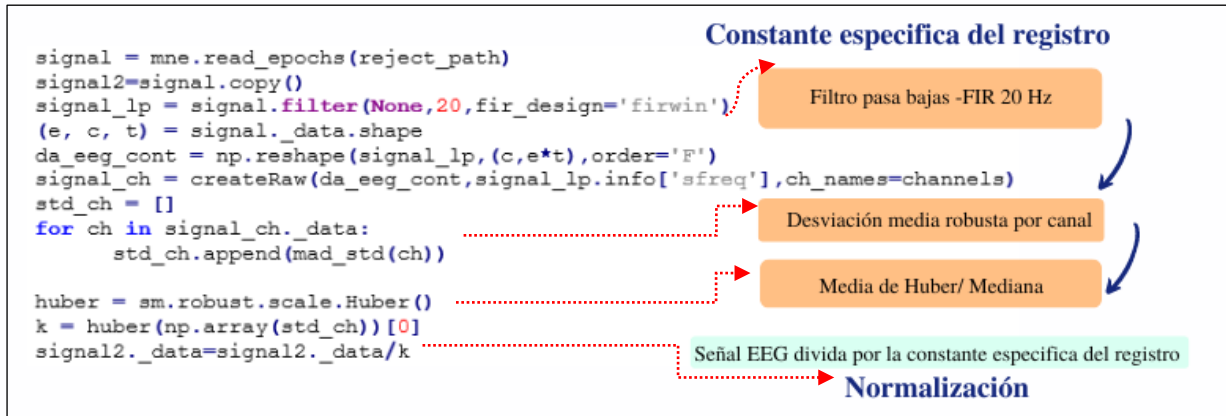 Constante especifica del registro
signal = mne.read_epochs(reject_path)
signal2=signal.copy()
signal_lp = signal.filter(None,20,fir_design='firwin')
(e, c, t) = signal._data.shape
da_eeg_cont = np.reshape(signal_lp,(c,e*t),order='F')
signal_ch = createRaw(da_eeg_cont,signal_lp.info['sfreq'],ch_names=channels)
std_ch = []
for ch in signal_ch._data:
std_ch.append(mad_std(ch))
huber = sm.robust.scale.Huber()
k = huber(np.array(std_ch))[0]
signal2._data=signal2._data/k
Filtro pasa bajas -FIR 20 Hz
Desviación media robusta por canal
Media de Huber/ Mediana
Señal EEG divida por la constante especifica del registro
Normalización